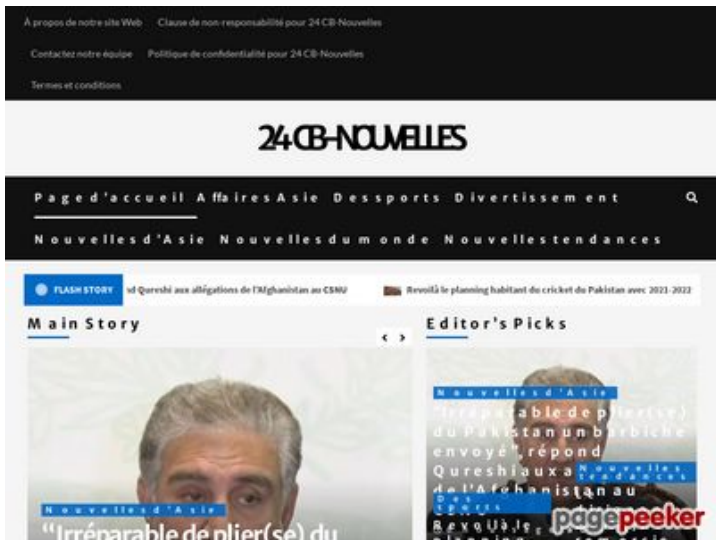 À propos de notre site Web Clause de non-responsabilité pour 24 CB-Nouvelles
Contactez notre équipe Politique de confidentialité pour 24 CB-Nouvelles
Termes et conditions
24 CB-NOUVELLES
Page d'accueil Affaires Asie Des sports Divertissement
Nouvelles d'Asie Nouvelles du monde Nouvelles tendances
FLASH STORY nd Qureshi aux allégations de l'Afghanistan au CSNU Revoilà le planning habitant du cricket du Pakistan avec 2021-2022
Main Story
Editor's Picks
Nouvelles d'Asie
“Irréparable de plier(se) du
Nouvelles d'Asie
“Irréparable de plier(se)
du Pakistan un barbiche
envoyé”, répond
Qureshi aux a
Nouvelles
tendances
de l'Afghanistan au
Des
sports
Revoilà le
pagepeeker